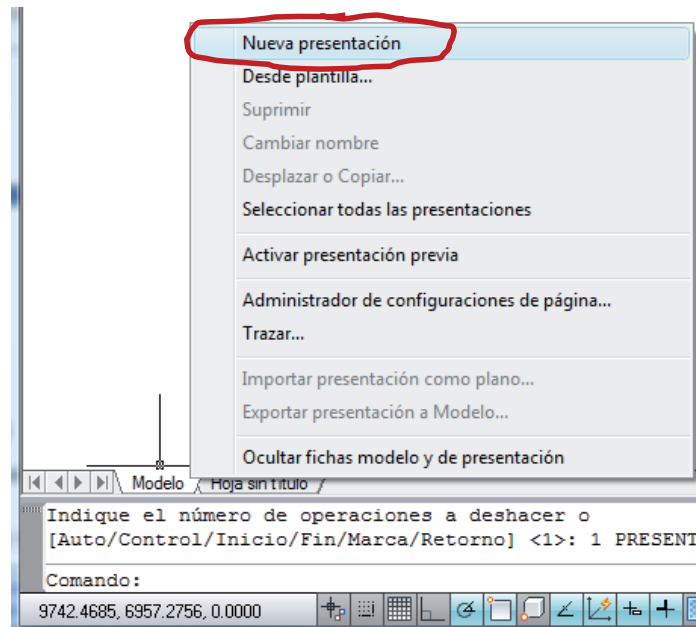 Nueva presentación
Desde plantilla...
Suprimir
Cambiar nombre
Desplazar o Copiar...
Seleccionar todas las presentaciones
Activar presentación previa
Administrador de configuraciones de página...
Trazar...
Importar presentación como plano...
Exportar presentación a Modelo...
Ocultar fichas modelo y de presentación
Modelo Hoja sin título
Indique el número de operaciones a deshacer o
[Auto/Control/Inicio/Fin/Marca/Retorno] <1>: 1 PRESENT
Comando:
9742.4685, 6957.2756, 0.0000